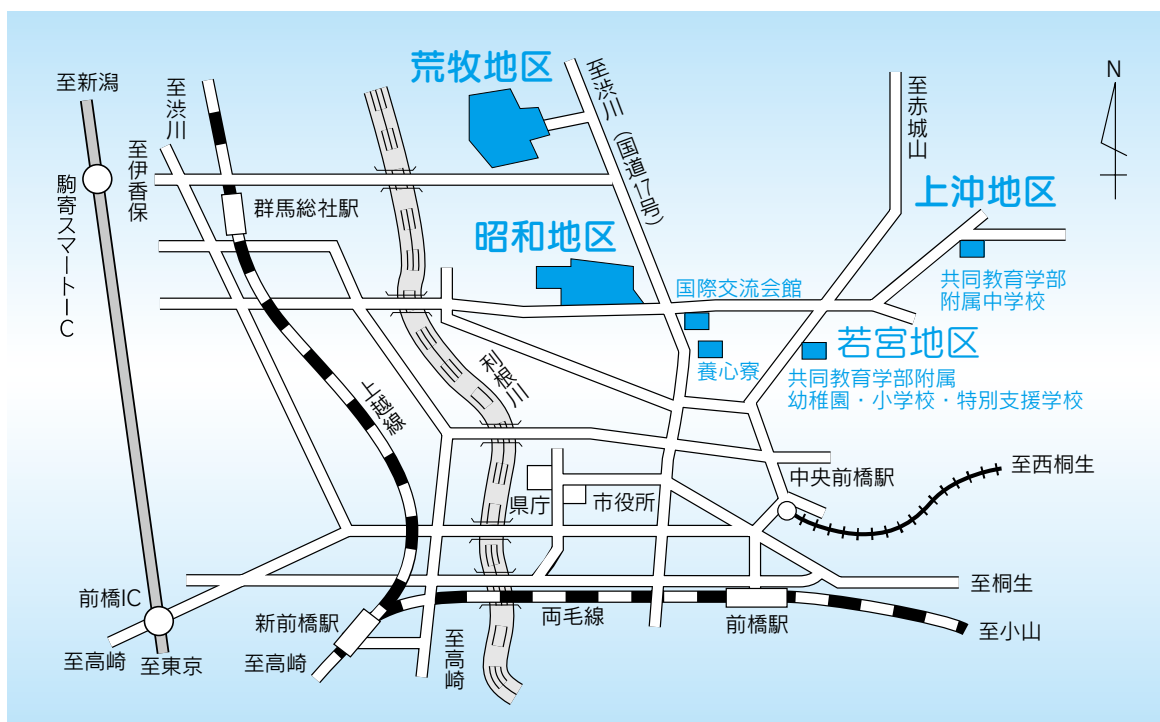 荒牧地区
至新潟
至渋川
至渋川(国道17号)
至赤城山
N
至伊香保
駒寄スマートIC
群馬総社駅
上沖地区
昭和地区
共同教育学部
附属中学校
国際交流会館
若宮地区
養心寮
共同教育学部附属
幼稚園・小学校・特別支援学校
利根川
上越線
中央前橋駅
至西桐生
県庁
市役所
前橋IC
至桐生
新前橋駅
両毛線
前橋駅
至小山
至高崎
至東京
至高崎
至高崎